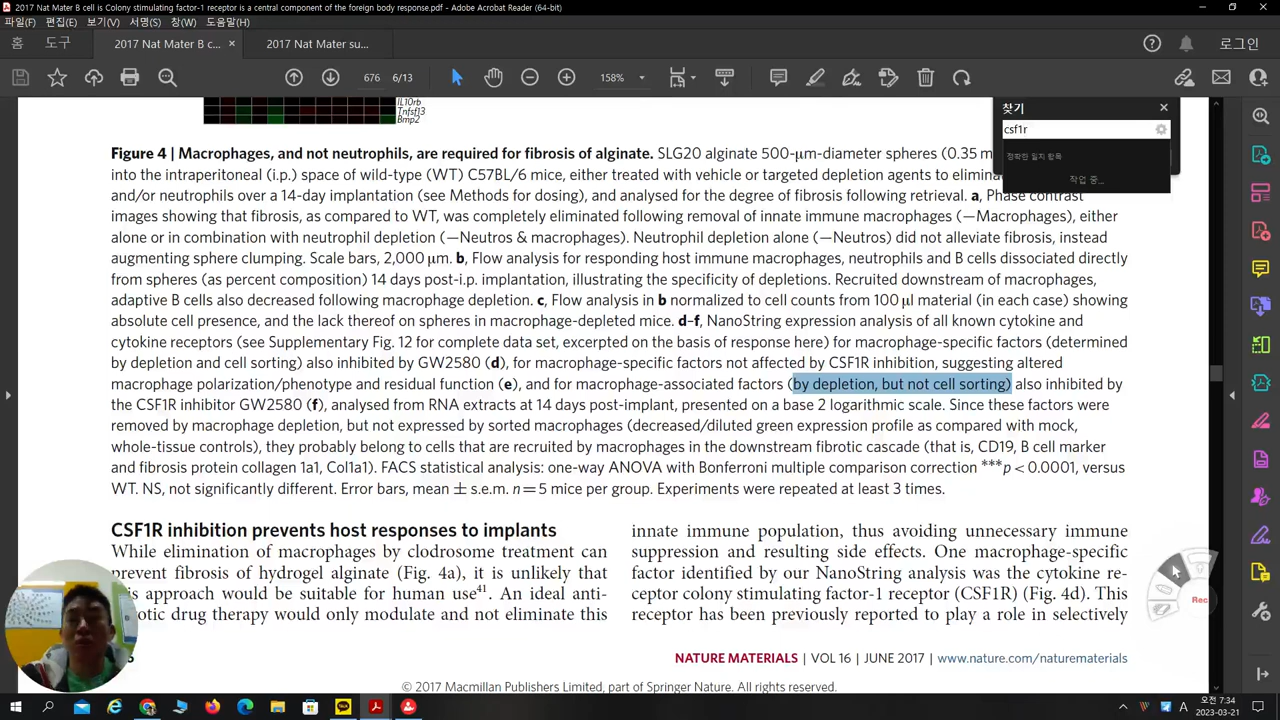 2017 Nat Mater B cell is Colony stimulating factor-1 receptor is a central component of the foreign body response.pdf - Adobe Acrobat Reader (64-bit)
파일(F) 편집(E) 보기(V) 서명(S) 창(W) 도움말(H)
홈 도구 2017 Nat Mater B c... × 2017 Nat Mater su... 로그인
676 6/13 158%
IL10rb
Tnfsf13
Bmp2
찾기
csf1r
정확한 일치 항목
작업 중...
Figure 4 | Macrophages, and not neutrophils, are required for fibrosis of alginate. SLG20 alginate 500-μm-diameter spheres (0.35 m
into the intraperitoneal (i.p.) space of wild-type (WT) C57BL/6 mice, either treated with vehicle or targeted depletion agents to elimin
and/or neutrophils over a 14-day implantation (see Methods for dosing), and analysed for the degree of fibrosis following retrieval. a, Phase contrast
images showing that fibrosis, as compared to WT, was completely eliminated following removal of innate immune macrophages (—Macrophages), either
alone or in combination with neutrophil depletion (—Neutros & macrophages). Neutrophil depletion alone (—Neutros) did not alleviate fibrosis, instead
augmenting sphere clumping. Scale bars, 2,000 μm. b, Flow analysis for responding host immune macrophages, neutrophils and B cells dissociated directly
from spheres (as percent composition) 14 days post-i.p. implantation, illustrating the specificity of depletions. Recruited downstream of macrophages,
adaptive B cells also decreased following macrophage depletion. c, Flow analysis in b normalized to cell counts from 100 μl material (in each case) showing
absolute cell presence, and the lack thereof on spheres in macrophage-depleted mice. d–f, NanoString expression analysis of all known cytokine and
cytokine receptors (see Supplementary Fig. 12 for complete data set, excerpted on the basis of response here) for macrophage-specific factors (determined
by depletion and cell sorting) also inhibited by GW2580 (d), for macrophage-specific factors not affected by CSF1R inhibition, suggesting altered
macrophage polarization/phenotype and residual function (e), and for macrophage-associated factors (by depletion, but not cell sorting) also inhibited by
the CSF1R inhibitor GW2580 (f), analysed from RNA extracts at 14 days post-implant, presented on a base 2 logarithmic scale. Since these factors were
removed by macrophage depletion, but not expressed by sorted macrophages (decreased/diluted green expression profile as compared with mock,
whole-tissue controls), they probably belong to cells that are recruited by macrophages in the downstream fibrotic cascade (that is, CD19, B cell marker
and fibrosis protein collagen 1a1, Col1a1). FACS statistical analysis: one-way ANOVA with Bonferroni multiple comparison correction ***p < 0.0001, versus
WT. NS, not significantly different. Error bars, mean ± s.e.m. n = 5 mice per group. Experiments were repeated at least 3 times.
CSF1R inhibition prevents host responses to implants
While elimination of macrophages by clodrosome treatment can
prevent fibrosis of hydrogel alginate (Fig. 4a), it is unlikely that
is approach would be suitable for human use41. An ideal anti-
otic drug therapy would only modulate and not eliminate this
innate immune population, thus avoiding unnecessary immune
suppression and resulting side effects. One macrophage-specific
factor identified by our NanoString analysis was the cytokine re-
ceptor colony stimulating factor-1 receptor (CSF1R) (Fig. 4d). This
receptor has been previously reported to play a role in selectively
Rec
NATURE MATERIALS | VOL 16 | JUNE 2017 | www.nature.com/naturematerials
© 2017 Macmillan Publishers Limited, part of Springer Nature. All rights reserved.
A 오전 7:34
2023-03-21